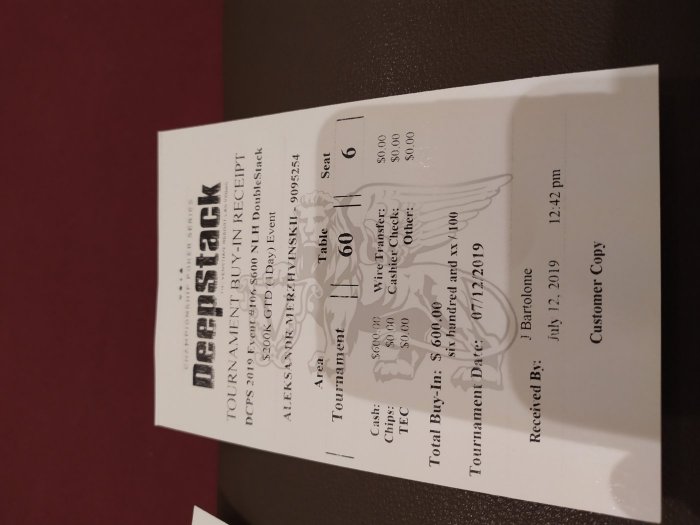 CHAMPIONSHIP POKER SERIES
Deepstack
TOURNAMENT BUY-IN RECEIPT
DCPS 2019 Event #106 $600 NLH DoubleStack
$200K GTD (1Day) Event
ALEKSANDR MERZHVINSKII - 9095254
Area Table Seat
Tournament || 60 || 6 |
Cash: $600.00 Wire Transfer: $0.00
Chips: $0.00 Cashier Check: $0.00
TEC $0.00 Other: $0.00
Total Buy-In: $ 600.00
six hundred and xx / 100
Tournament Date: 07/12/2019
Received By: J Bartolome
July 12, 2019 12:42 pm
Customer Copy